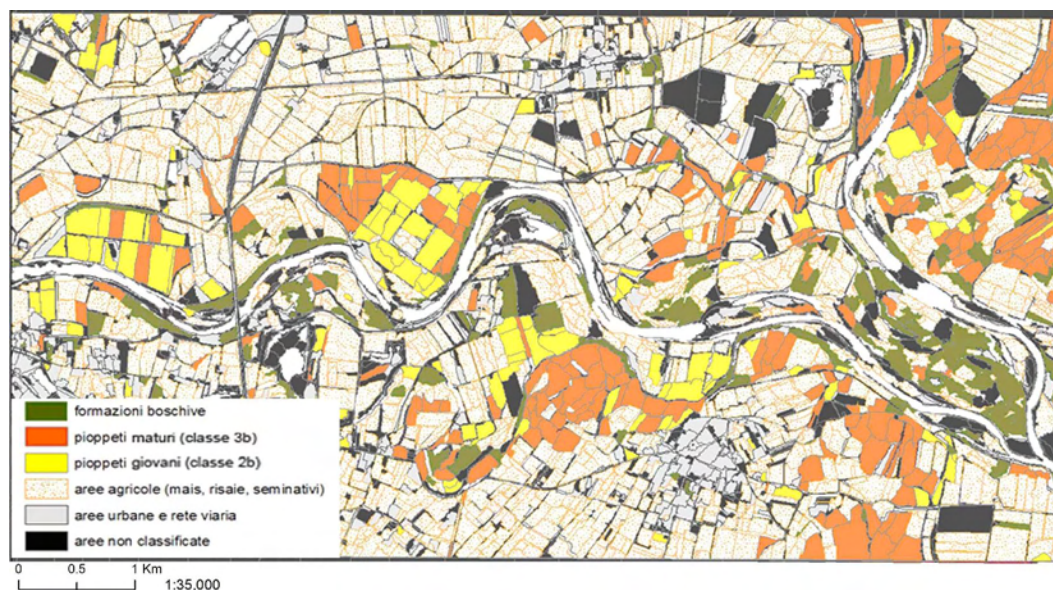 formazioni boschive
pioppeti maturi (classe 3b)
pioppeti giovani (classe 2b)
aree agricole (mais, risaie, seminativi)
aree urbane e rete viaria
aree non classificate
0 0.5 1 Km
1:35.000